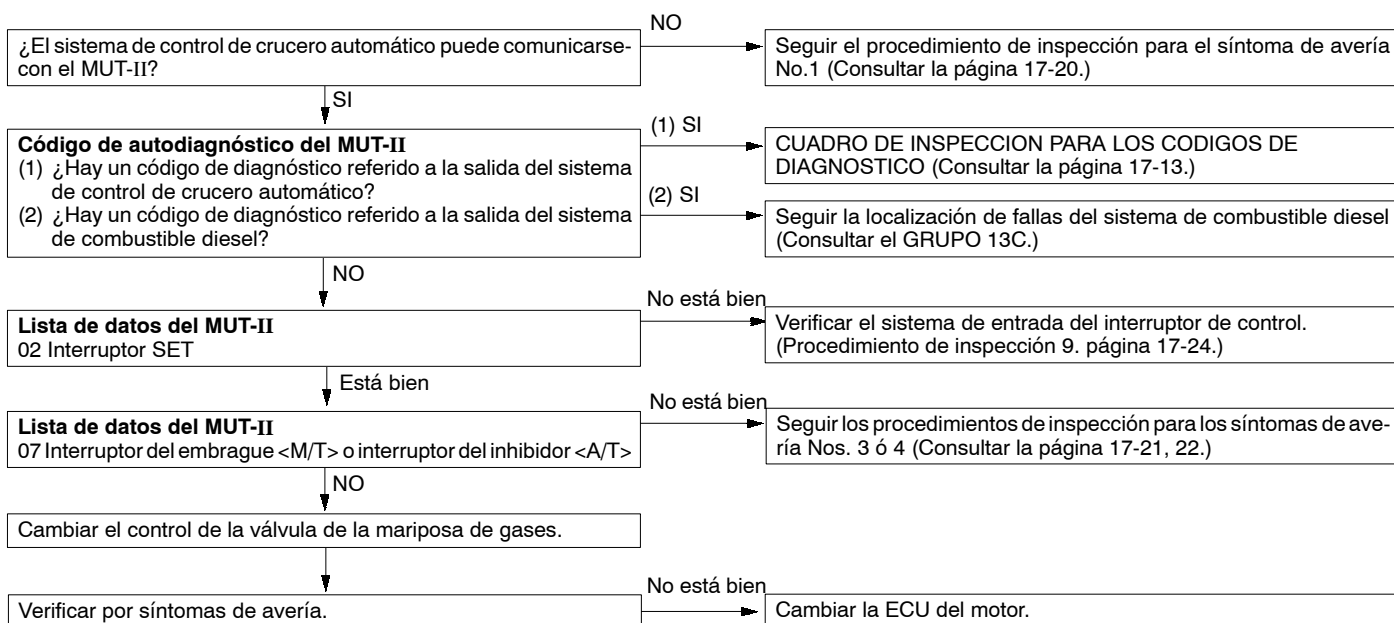 NO
¿El sistema de control de crucero automático puede comunicarse-
con el MUT-II?
Seguir el procedimiento de inspección para el síntoma de avería
No.1 (Consultar la página 17-20.)
SI
Código de autodiagnóstico del MUT-II
(1) ¿Hay un código de diagnóstico referido a la salida del sistema
de control de crucero automático?
(2) ¿Hay un código de diagnóstico referido a la salida del sistema
de combustible diesel?
(1) SI
CUADRO DE INSPECCION PARA LOS CODIGOS DE
DIAGNOSTICO (Consultar la página 17-13.)
(2) SI
Seguir la localización de fallas del sistema de combustible diesel
(Consultar el GRUPO 13C.)
NO
Lista de datos del MUT-II
02 Interruptor SET
No está bien
Verificar el sistema de entrada del interruptor de control.
(Procedimiento de inspección 9. página 17-24.)
Está bien
Lista de datos del MUT-II
07 Interruptor del embrague <M/T> o interruptor del inhibidor <A/T>
No está bien
Seguir los procedimientos de inspección para los síntomas de ave-
ría Nos. 3 ó 4 (Consultar la página 17-21, 22.)
NO
Cambiar el control de la válvula de la mariposa de gases.
Verificar por síntomas de avería.
No está bien
Cambiar la ECU del motor.